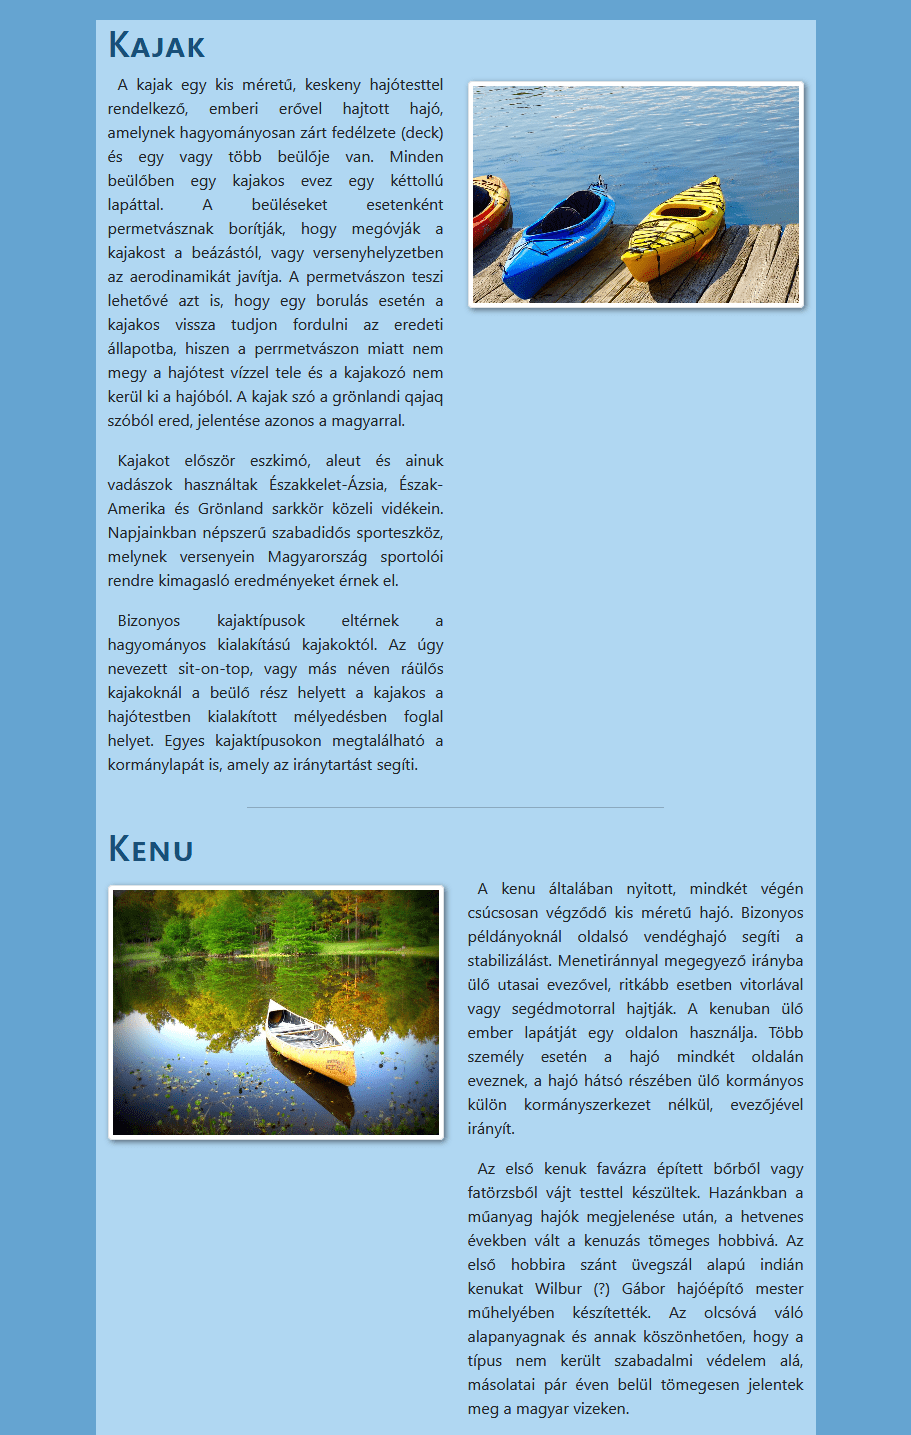 Kajak
A kajak egy kis méretű, keskeny hajótesttel
rendelkező, emberi erővel hajtott hajó,
amelynek hagyományosan zárt fedélzete (deck)
és egy vagy több beülője van. Minden
beülőben egy kajakos evez egy kéttollú
lapáttal. A beüléseket esetenként
permetvásznak borítják, hogy megóvják a
kajakost a beázástól, vagy versenyhelyzetben
az aerodinamikát javítja. A permetvászon teszi
lehetővé azt is, hogy egy borulás esetén a
kajakos vissza tudjon fordulni az eredeti
állapotba, hiszen a perrmetvászon miatt nem
megy a hajótest vízzel tele és a kajakozó nem
kerül ki a hajóból. A kajak szó a grönlandi qajaq
szóból ered, jelentése azonos a magyarral.
Kajakot először eszkimó, aleut és ainuk
vadászok használtak Északkelet-Ázsia, Észak-
Amerika és Grönland sarkkör közeli vidékein.
Napjainkban népszerű szabadidős sporteszköz,
melynek versenyein Magyarország sportolói
rendre kimagasló eredményeket érnek el.
Bizonyos kajaktípusok eltérnek a
hagyományos kialakítású kajakoktól. Az úgy
nevezett sit-on-top, vagy más néven ráülős
kajakoknál a beülő rész helyett a kajakos a
hajótestben kialakított mélyedésben foglal
helyet. Egyes kajaktípusokon megtalálható a
kormánylapát is, amely az iránytartást segíti.
Kenu
A kenu általában nyitott, mindkét végén
csúcsosan végződő kis méretű hajó. Bizonyos
példányoknál oldalsó vendéghajó segíti a
stabilizálást. Menetiránnyal megegyező irányba
ülő utasai evezővel, ritkább esetben vitorlával
vagy segédmotorral hajtják. A kenuban ülő
ember lapátját egy oldalon használja. Több
személy esetén a hajó mindkét oldalán
eveznek, a hajó hátsó részében ülő kormányos
külön kormányszerkezet nélkül, evezőjével
irányít.
Az első kenuk favázra épített bőrből vagy
fatörzsből vájt testtel készültek. Hazánkban a
műanyag hajók megjelenése után, a hetvenes
években vált a kenuzás tömeges hobbivá. Az
első hobbira szánt üvegszál alapú indián
kenukat Wilbur (?) Gábor hajóépítő mester
műhelyében készítették. Az olcsóvá váló
alapanyagnak és annak köszönhetően, hogy a
típus nem került szabadalmi védelem alá,
másolatai pár éven belül tömegesen jelentek
meg a magyar vizeken.